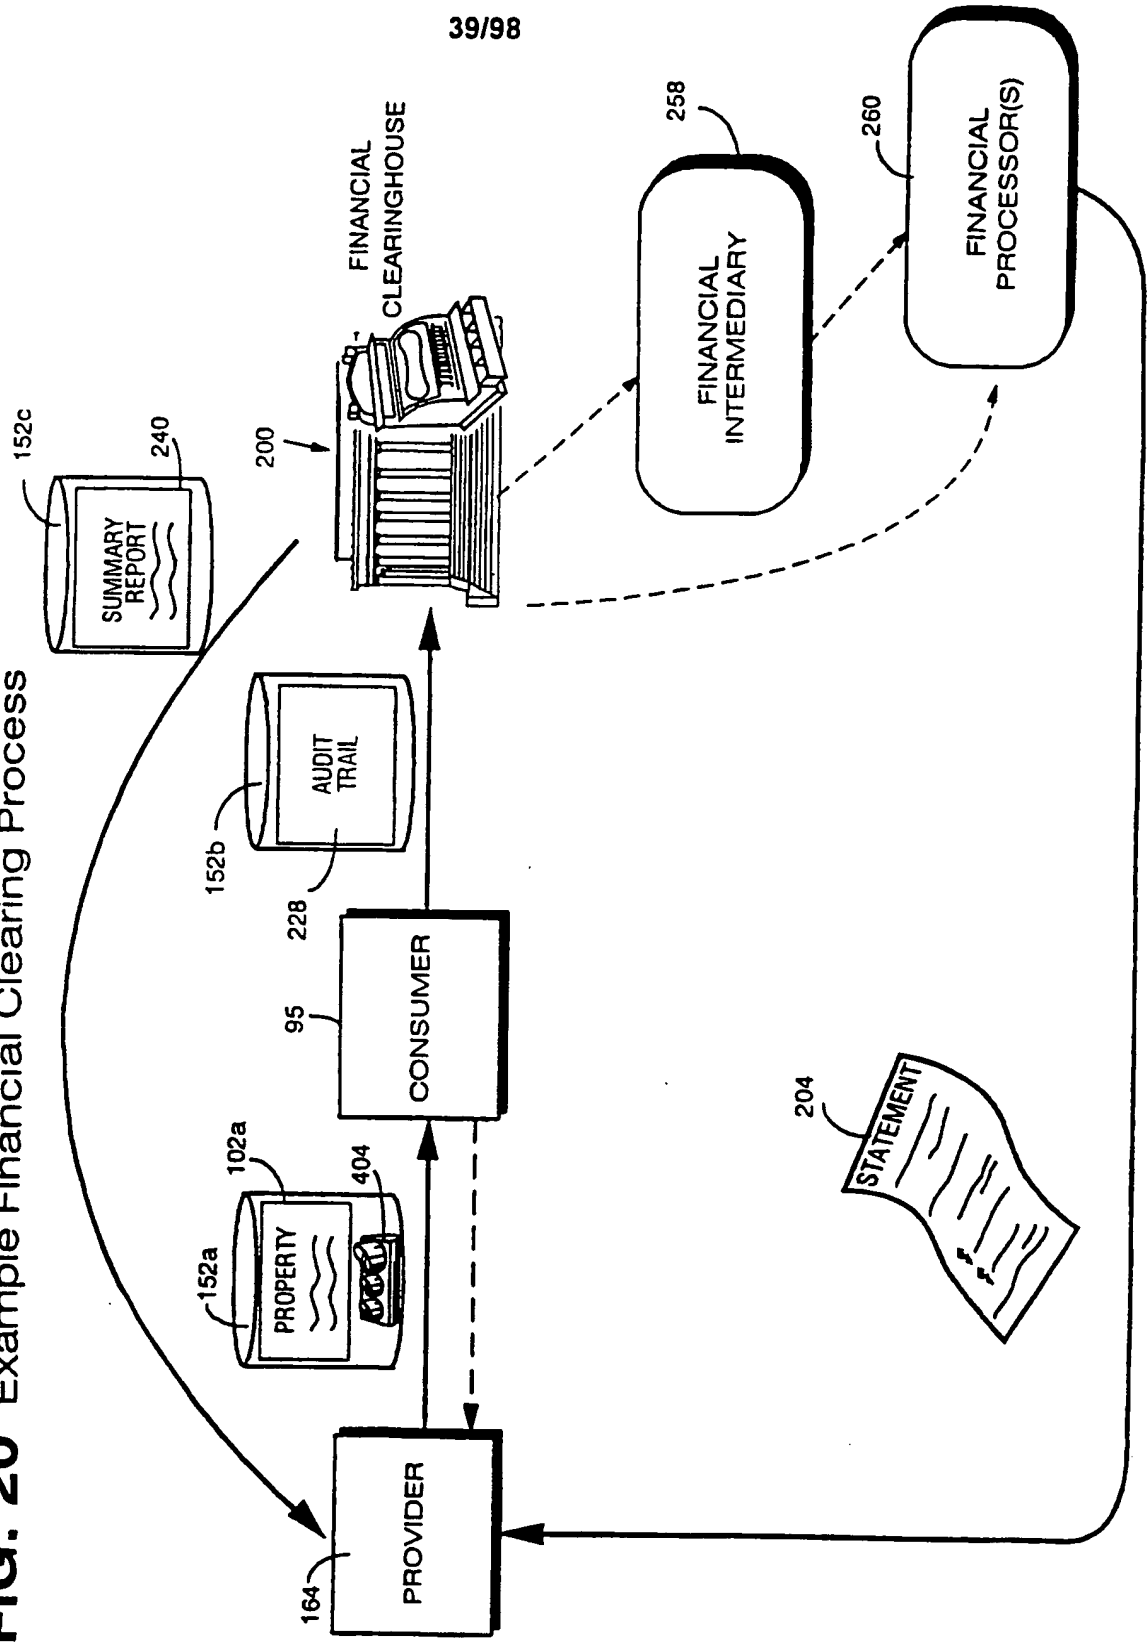 39/98
FIG. 20 Example Financial Clearing Process
152c
SUMMARY
REPORT
240
200
FINANCIAL
CLEARINGHOUSE
152b
AUDIT
TRAIL
228
152a
PROPERTY
102a
404
95
CONSUMER
164
PROVIDER
258
FINANCIAL
INTERMEDIARY
260
FINANCIAL
PROCESSOR(S)
204
STATEMENT